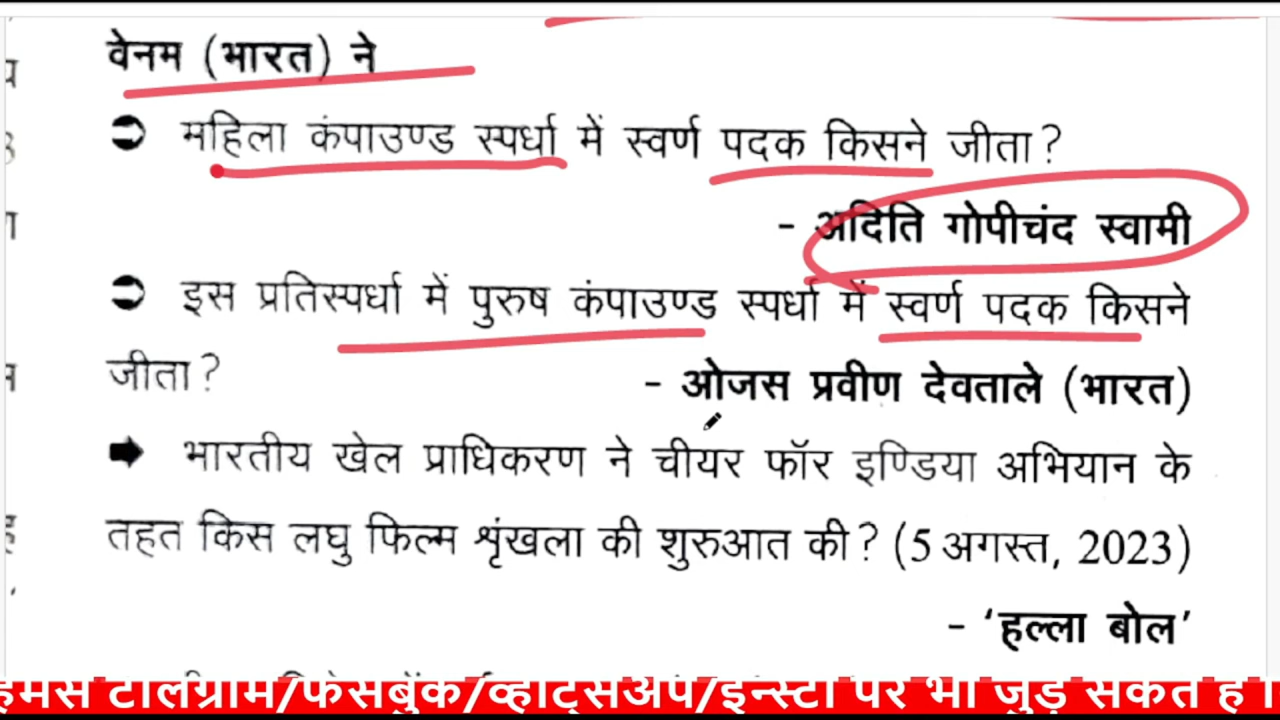 वेनम (भारत) ने
➲ महिला कंपाउण्ड स्पर्धा में स्वर्ण पदक किसने जीता?
- अदिति गोपीचंद स्वामी
➲ इस प्रतिस्पर्धा में पुरुष कंपाउण्ड स्पर्धा में स्वर्ण पदक किसने
जीता?
- ओजस प्रवीण देवताले (भारत)
➡ भारतीय खेल प्राधिकरण ने चीयर फॉर इण्डिया अभियान के
तहत किस लघु फिल्म श्रृंखला की शुरुआत की? (5 अगस्त, 2023)
- ‘हल्ला बोल’
हमसे टेलिग्राम/फेसबुक/व्हाट्सअप/इन्स्टा पर भी जुड़ सकते हैं।